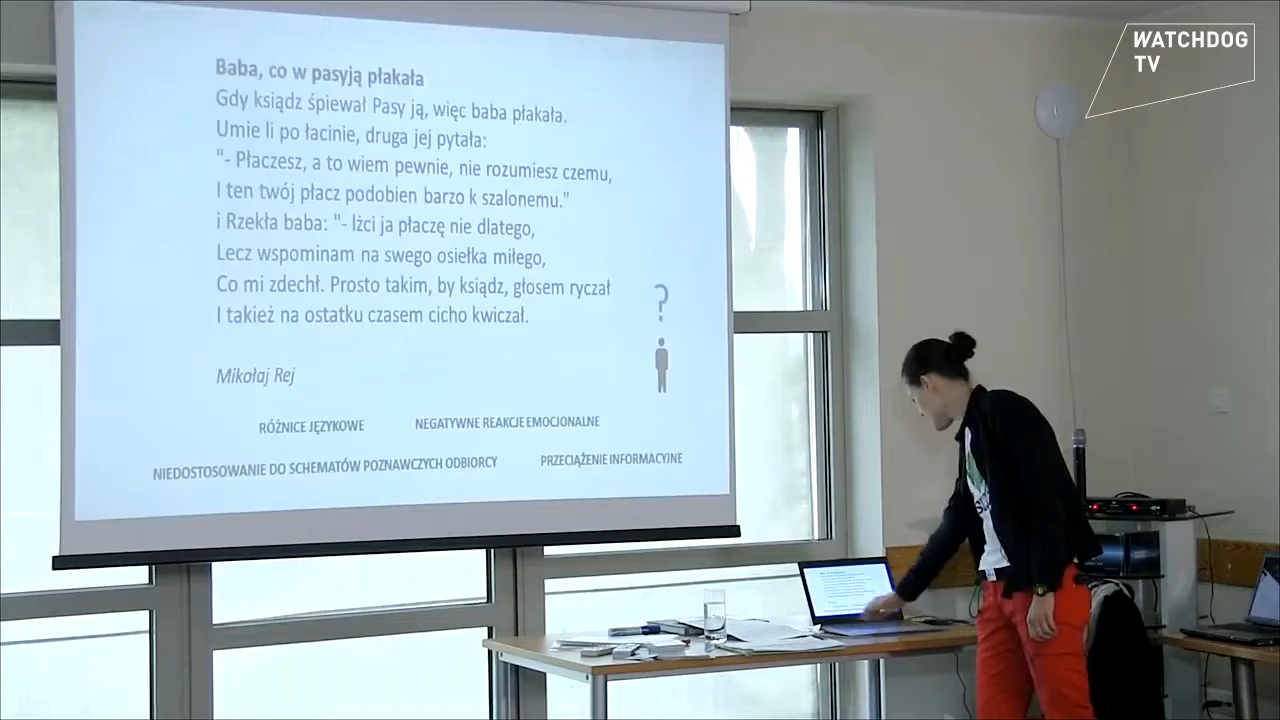 Baba, co w pasyją płakała
Gdy ksiądz śpiewał Pasy ją, więc baba płakała.
Umie li po łacinie, druga jej pytała:
"- Płaczesz, a to wiem pewnie, nie rozumiesz czemu,
I ten twój płacz podobien barzo k szalonemu."
i Rzekła baba: "- Iżci ja płaczę nie dlatego,
Lecz wspominam na swego osiełka miłego,
Co mi zdechł. Prosto takim, by ksiądz, głosem ryczał
I takież na ostatku czasem cicho kwiczał.
?
Mikołaj Rej
RÓŻNICE JĘZYKOWE NEGATYWNE REAKCJE EMOCJONALNE
NIEDOSTOSOWANIE DO SCHEMATÓW POZNAWCZYCH ODBIORCY PRZECIĄŻENIE INFORMACYJNE
WATCHDOG
TV